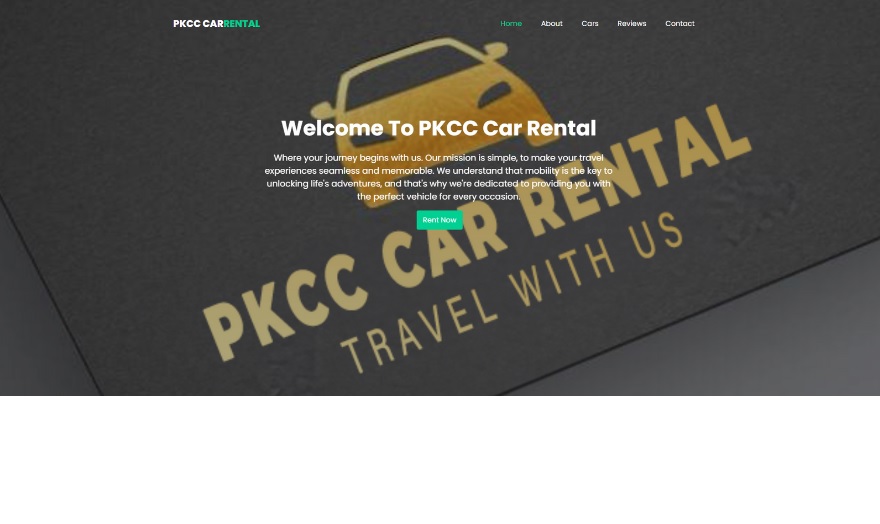 PKCC CARRENTAL
Home About Cars Reviews Contact
Welcome To PKCC Car Rental
Where your journey begins with us. Our mission is simple, to make your travel
experiences seamless and memorable. We understand that mobility is the key to
unlocking life's adventures, and that's why we're dedicated to providing you with
the perfect vehicle for every occasion.
Rent Now
PKCC CAR RENTAL
TRAVEL WITH US